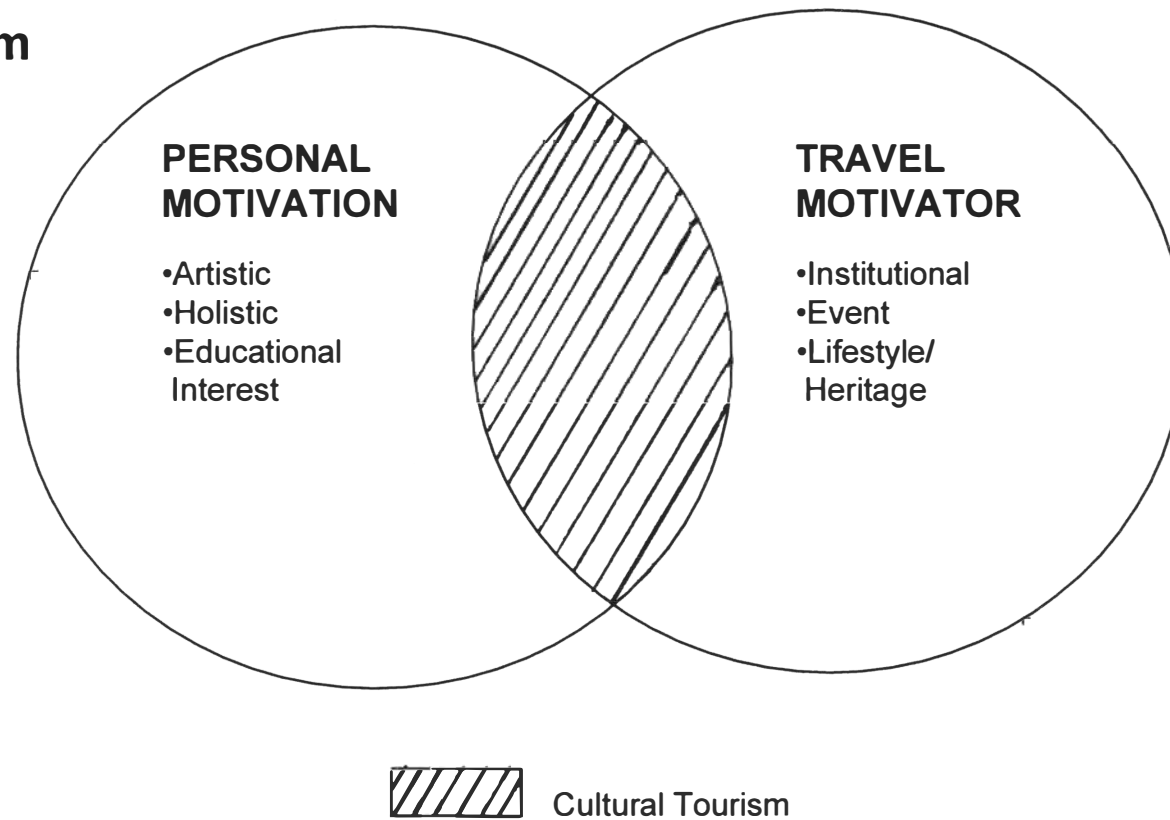 m
PERSONAL
MOTIVATION
•Artistic
•Holistic
•Educational
Interest
TRAVEL
MOTIVATOR
•Institutional
•Event
•Lifestyle/
Heritage
Cultural Tourism